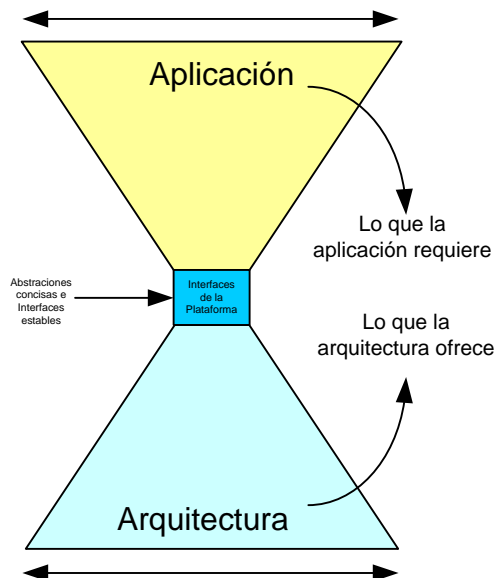 Aplicación
Lo que la
aplicación requiere
Abstraciones
concisas e
Interfaces
estables
Interfaces
de la
Plataforma
Lo que la
arquitectura ofrece
Arquitectura